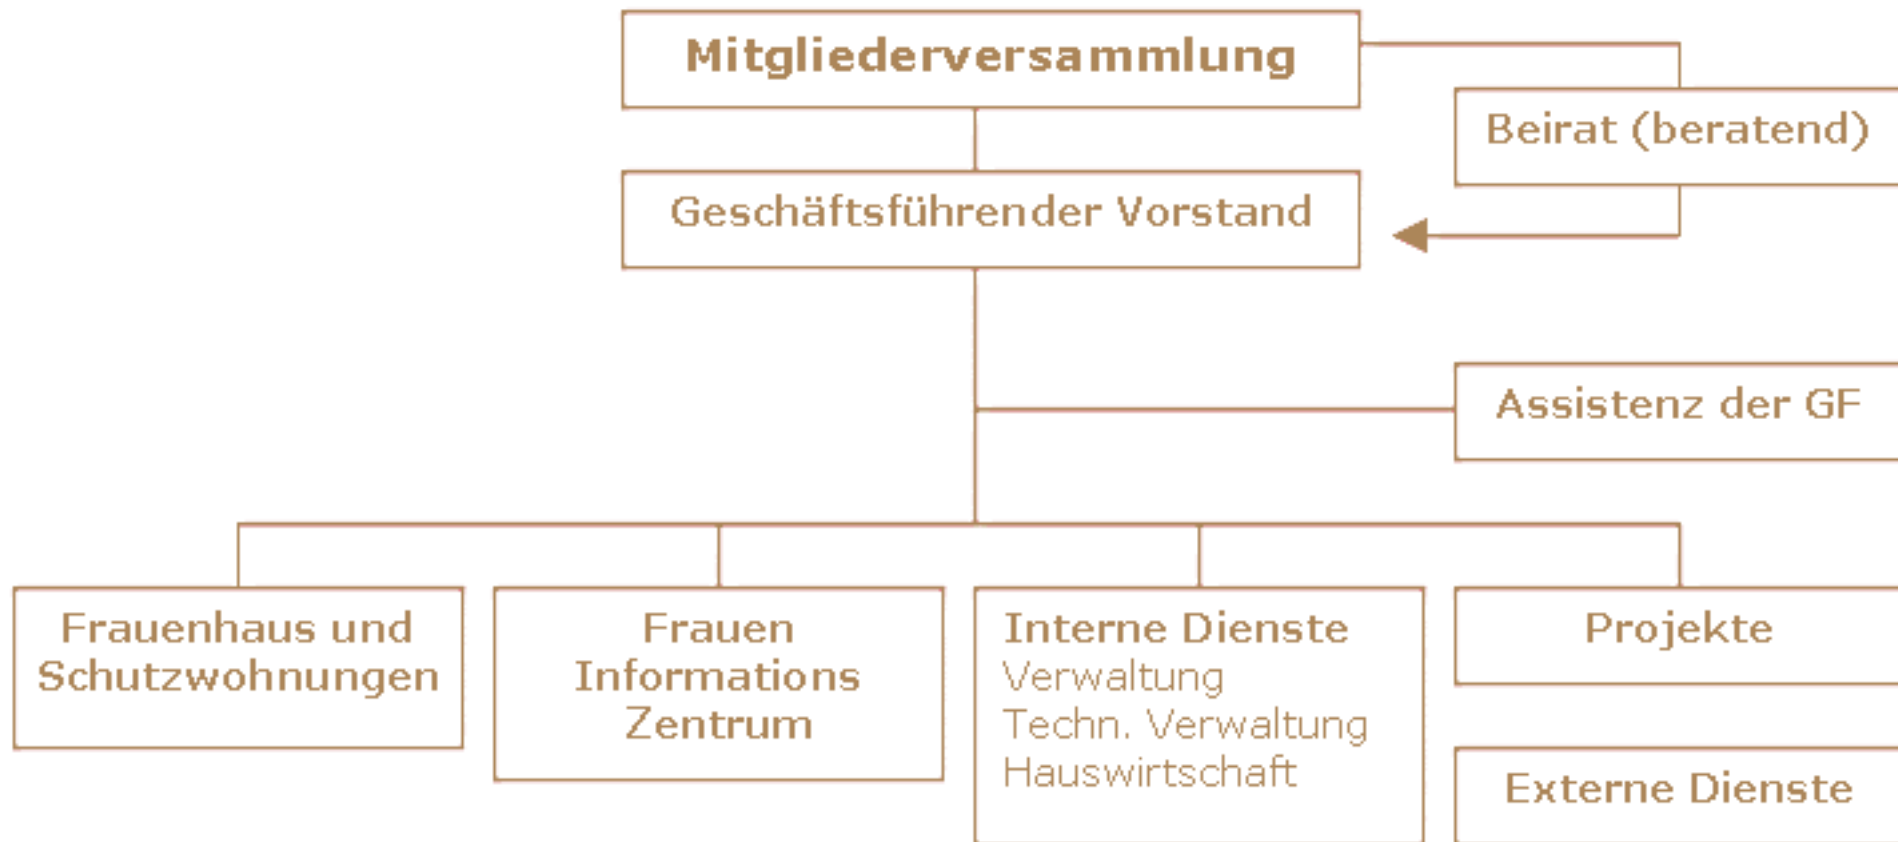 Mitgliederversammlung
Beirat (beratend)
Geschäftsführender Vorstand
Assistenz der GF
Frauenhaus und
Schutzwohnungen
Frauen
Informations
Zentrum
Interne Dienste
Verwaltung
Techn. Verwaltung
Hauswirtschaft
Projekte
Externe Dienste